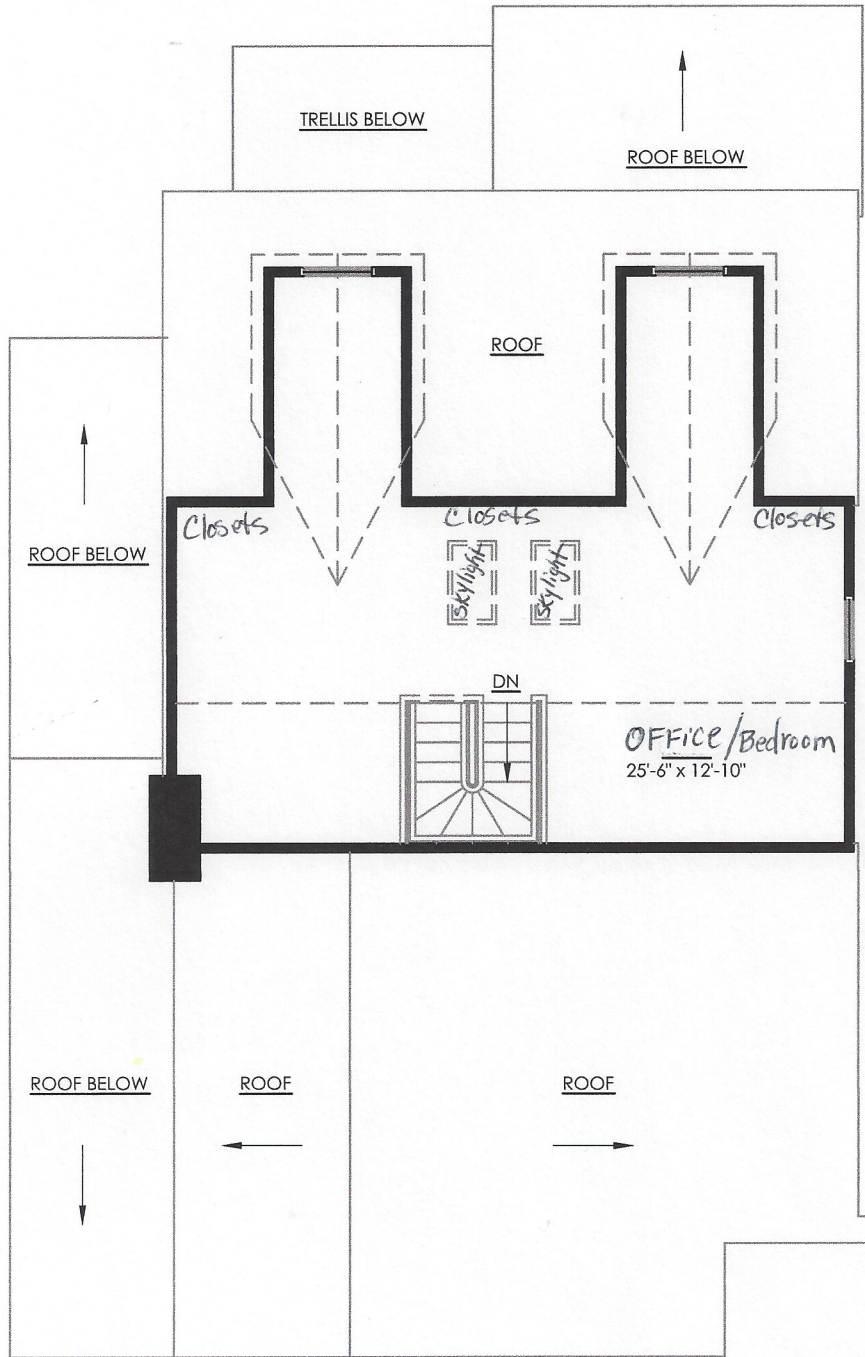 TRELLIS BELOW
ROOF BELOW
ROOF
ROOF BELOW
Closets
Closets
Closets
skylight
skylight
DN
OFFICE/Bedroom
25'-6" x 12'-10"
ROOF BELOW
ROOF
ROOF